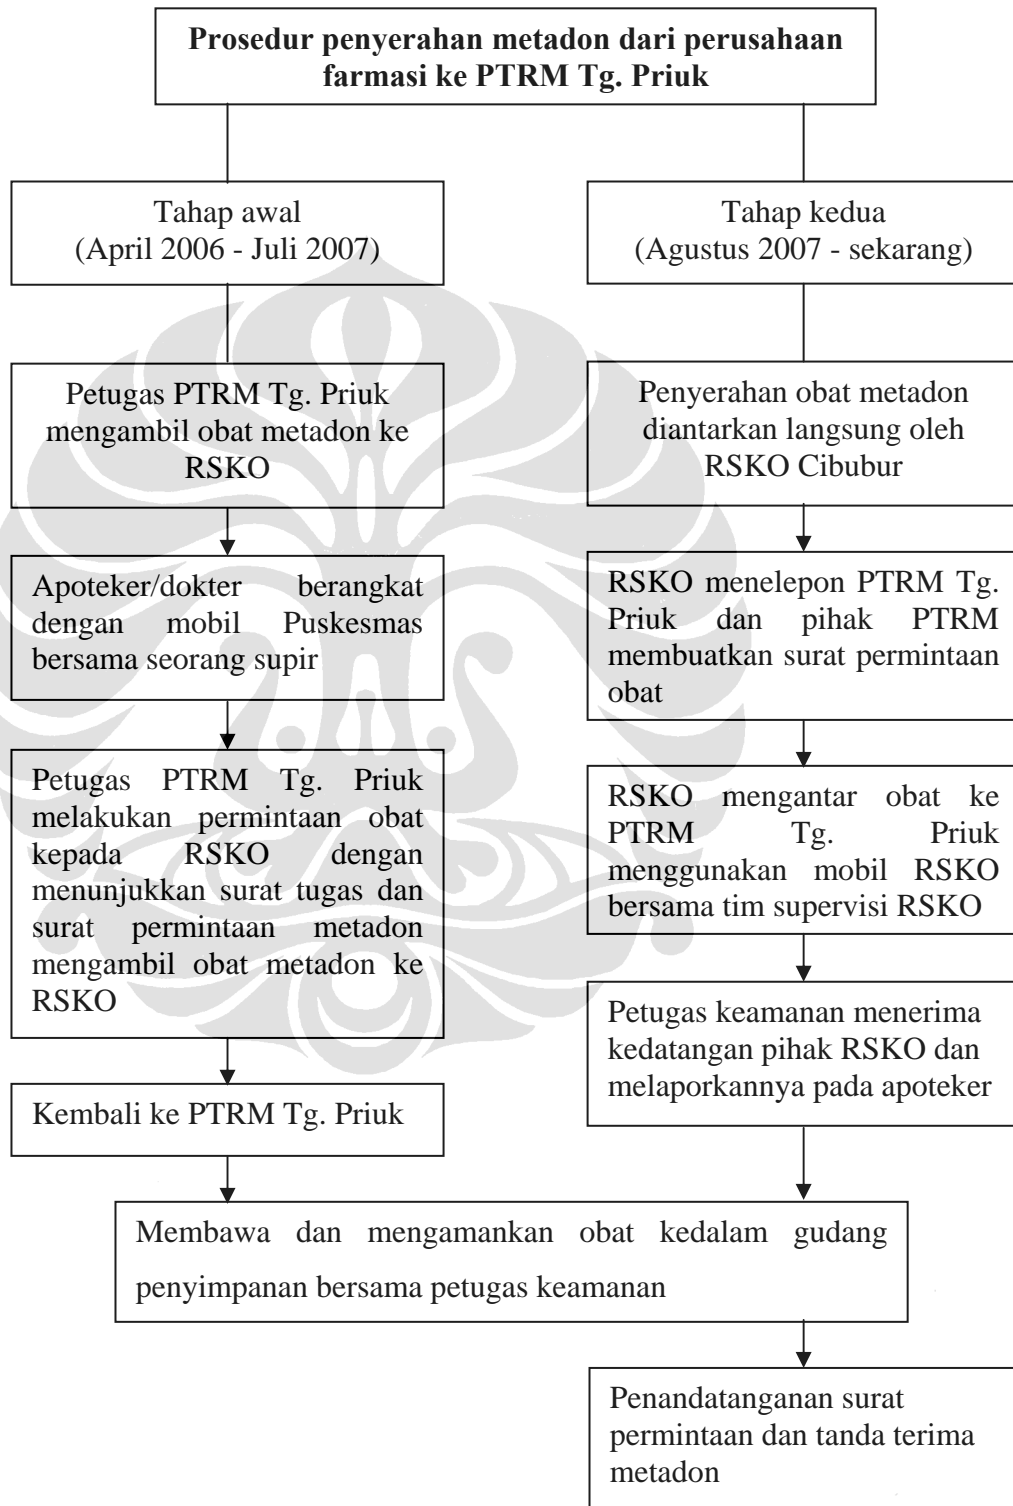 Prosedur penyerahan metadon dari perusahaan
farmasi ke PTRM Tg. Priuk
Tahap awal
(April 2006 - Juli 2007)
Petugas PTRM Tg. Priuk
mengambil obat metadon ke
RSKO
Apoteker/dokter berangkat
dengan mobil Puskesmas
bersama seorang supir
Petugas PTRM Tg. Priuk
melakukan permintaan obat
kepada RSKO dengan
menunjukkan surat tugas dan
surat permintaan metadon
mengambil obat metadon ke
RSKO
Kembali ke PTRM Tg. Priuk
Tahap kedua
(Agustus 2007 - sekarang)
Penyerahan obat metadon
diantarkan langsung oleh
RSKO Cibubur
RSKO menelepon PTRM Tg.
Priuk dan pihak PTRM
membuatkan surat permintaan
obat
RSKO mengantar obat ke
PTRM Tg. Priuk
menggunakan mobil RSKO
bersama tim supervisi RSKO
Petugas keamanan menerima
kedatangan pihak RSKO dan
melaporkannya pada apoteker
Membawa dan mengamankan obat kedalam gudang
penyimpanan bersama petugas keamanan
Penandatanganan surat
permintaan dan tanda terima
metadon